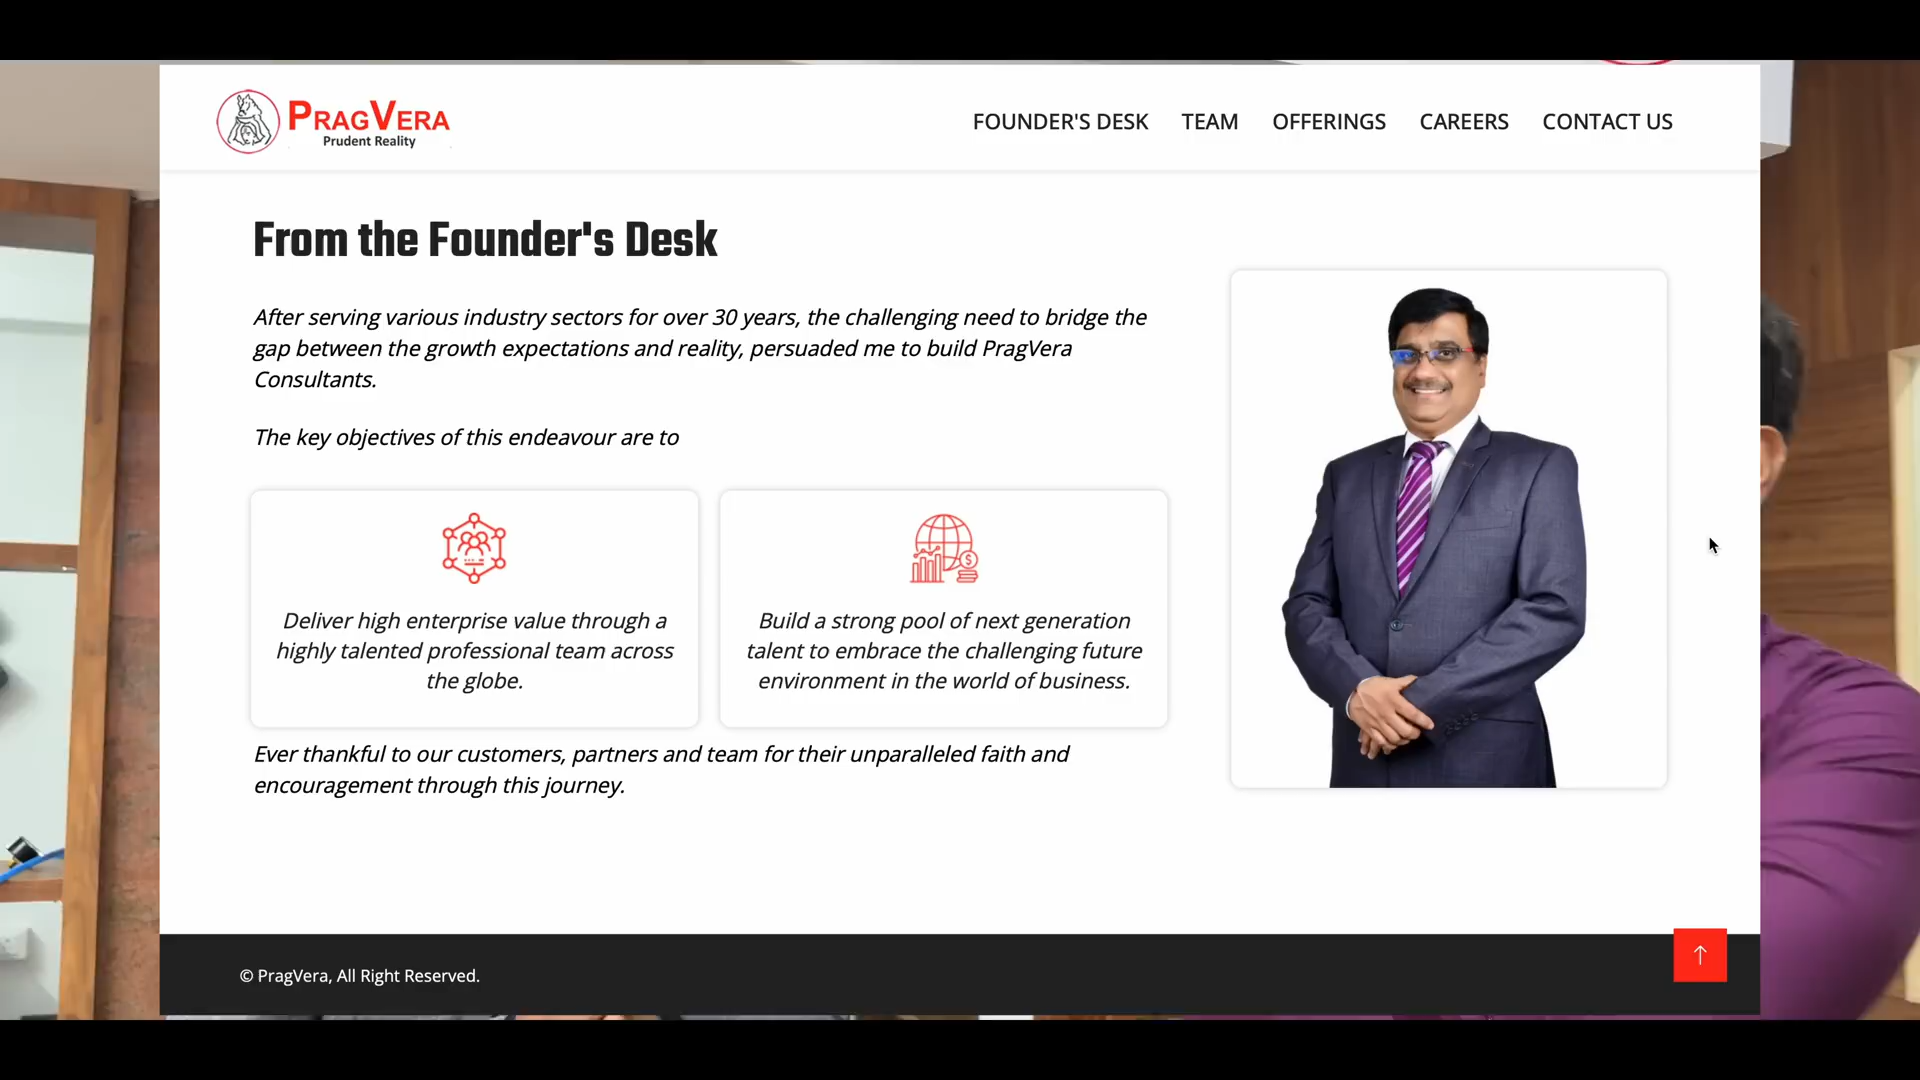 PRAGVERA
Prudent Reality
FOUNDER'S DESK
TEAM
OFFERINGS
CAREERS
CONTACT US
From the Founder's Desk
After serving various industry sectors for over 30 years, the challenging need to bridge the
gap between the growth expectations and reality, persuaded me to build PragVera
Consultants.
The key objectives of this endeavour are to
Deliver high enterprise value through a
highly talented professional team across
the globe.
Build a strong pool of next generation
talent to embrace the challenging future
environment in the world of business.
Ever thankful to our customers, partners and team for their unparalleled faith and
encouragement through this journey.
© PragVera, All Right Reserved.